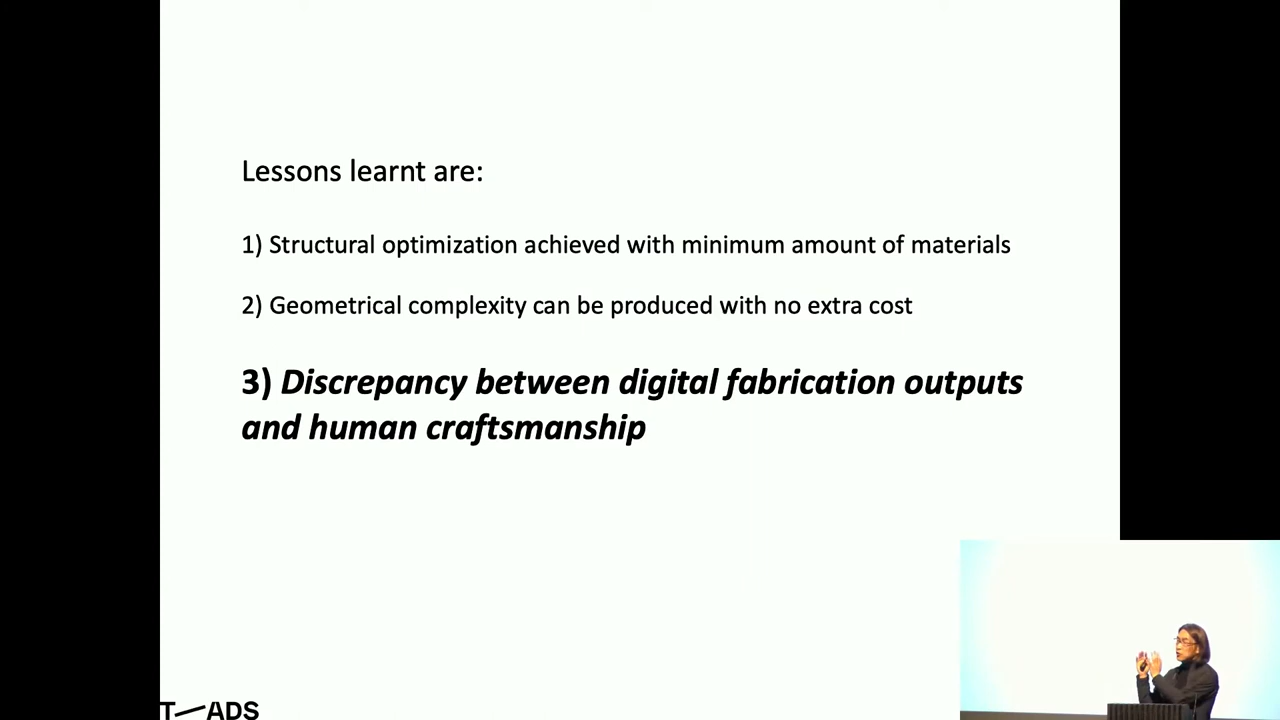 Lessons learnt are:
1) Structural optimization achieved with minimum amount of materials
2) Geometrical complexity can be produced with no extra cost
3) Discrepancy between digital fabrication outputs
and human craftsmanship
T—ADS